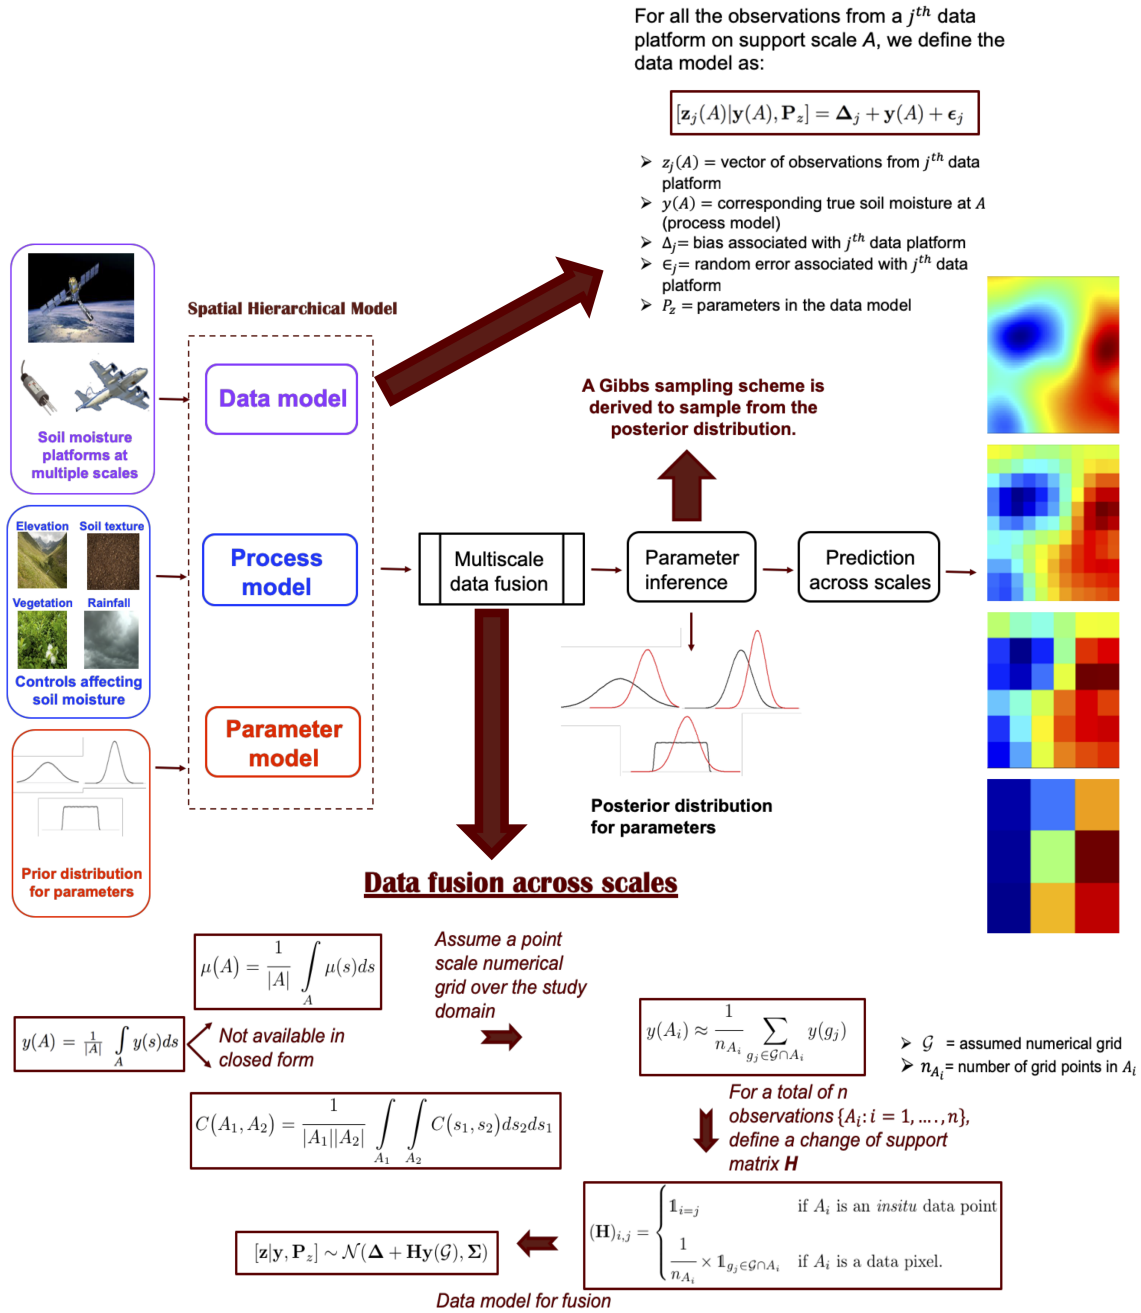 For all the observations from a j^{th} data
platform on support scale A, we define the
data model as:
[𝐳_j(A)|𝐲(A), 𝐏_z] = 𝚫_j + 𝐲(A) + 𝛜_j
➢ z_j(A) = vector of observations from j^{th} data
platform
➢ y(A) = corresponding true soil moisture at A
(process model)
➢ Δ_j= bias associated with j^{th} data platform
➢ ϵ_j= random error associated with j^{th} data
platform
➢ P_z = parameters in the data model
Spatial Hierarchical Model
Data model
Soil moisture
platforms at
multiple scales
A Gibbs sampling scheme is
derived to sample from the
posterior distribution.
Elevation Soil texture
Vegetation Rainfall
Controls affecting
soil moisture
Process
model
Multiscale
data fusion
Parameter
inference
Prediction
across scales
Parameter
model
Prior distribution
for parameters
Posterior distribution
for parameters
Data fusion across scales
μ(A) = \frac{1}{|A|} ∫_A μ(s)ds
y(A) = \frac{1}{|A|} ∫_A y(s)ds
Not available in
closed form
C(A_1, A_2) = \frac{1}{|A_1||A_2|} ∫_{A_1} ∫_{A_2} C(s_1, s_2)ds_2ds_1
Assume a point
scale numerical
grid over the study
domain
y(A_i) ≈ \frac{1}{n_{A_i}} ∑_{g_j∈𝒢∩A_i} y(g_j)
➢ 𝒢 = assumed numerical grid
➢ n_{A_i}= number of grid points in A_i
For a total of n
observations {A_i: i = 1, …. , n},
define a change of support
matrix H
(𝐇)_{i,j} = { 𝟙_{i=j} if A_i is an insitu data point
\frac{1}{n_{A_i}} × 𝟙_{g_j∈𝒢∩A_i} if A_i is a data pixel.
[𝐳|𝐲, 𝐏_z] ∼ 𝒩(𝚫 + 𝐇𝐲(𝒢), 𝚺)
Data model for fusion